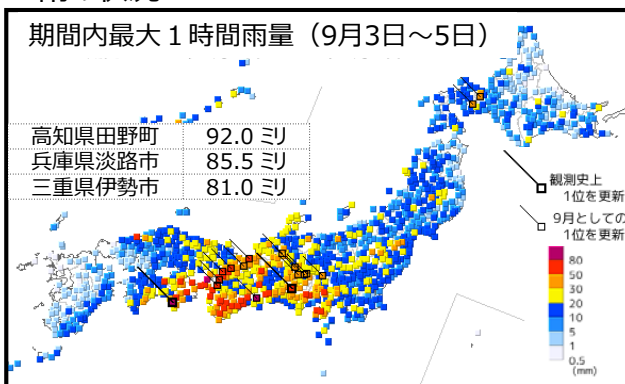 期間内最大１時間雨量（9月3日～5日）
高知県田野町 92.0 ミリ
兵庫県淡路市 85.5 ミリ
三重県伊勢市 81.0 ミリ
観測史上
1位を更新
9月としての
1位を更新
80
50
30
20
10
5
1
0.5
(mm)